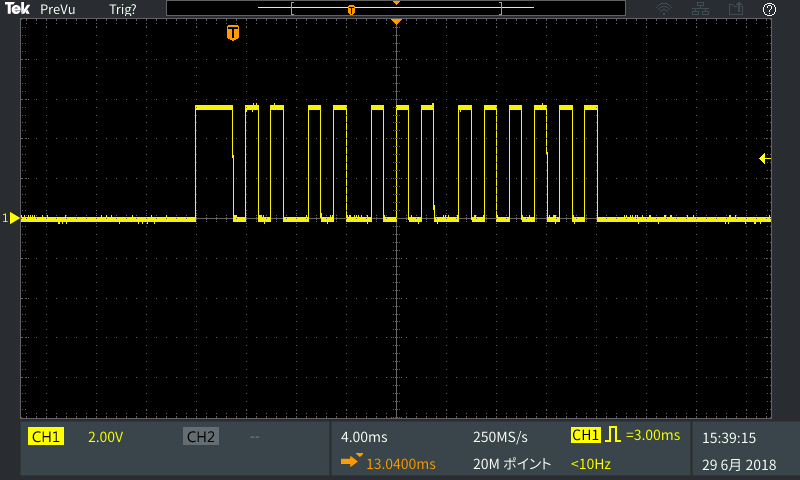 Tek PreVu Trig?
T
T
1
CH1 2.00V CH2 -- 4.00ms 250MS/s CH1 =3.00ms 15:39:15
13.0400ms 20M ポイント <10Hz 29 6月 2018